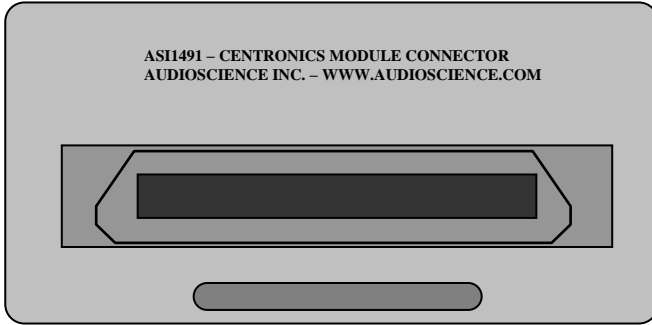 ASI1491 – CENTRONICS MODULE CONNECTOR
AUDIOSCIENCE INC. – WWW.AUDIOSCIENCE.COM